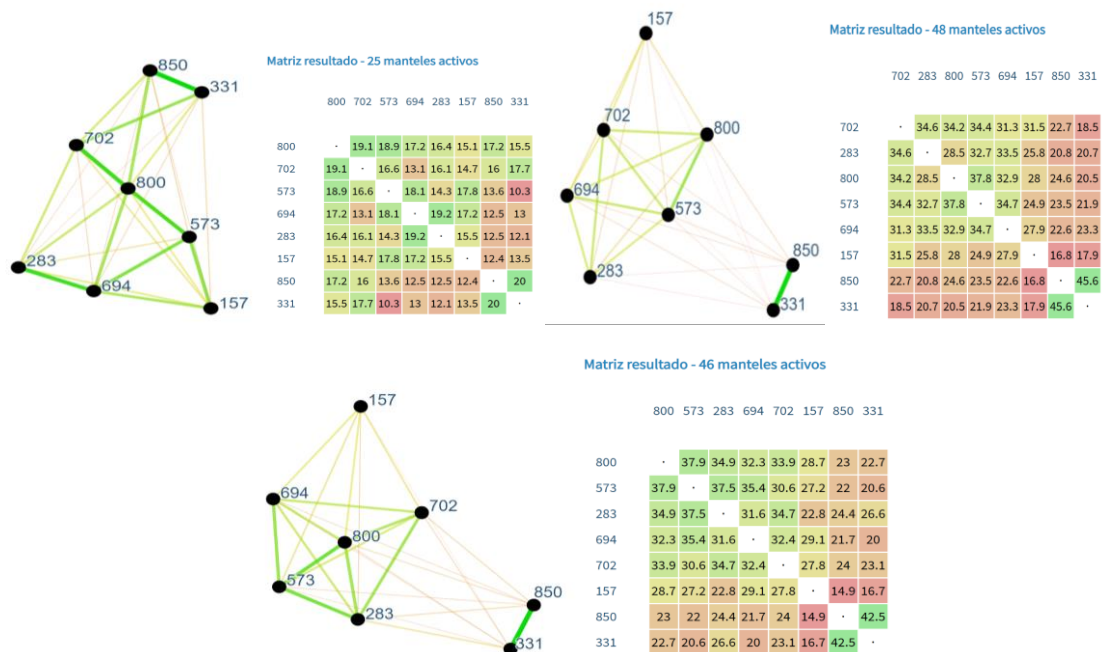 850
331
702
800
573
283
694
157
Matriz resultado - 25 manteles activos
800 702 573 694 283 157 850 331
800 · 19.1 18.9 17.2 16.4 15.1 17.2 15.5
702 19.1 · 16.6 13.1 16.1 14.7 16 17.7
573 18.9 16.6 · 18.1 14.3 17.8 13.6 10.3
694 17.2 13.1 18.1 · 19.2 17.2 12.5 13
283 16.4 16.1 14.3 19.2 · 15.5 12.5 12.1
157 15.1 14.7 17.8 17.2 15.5 · 12.4 13.5
850 17.2 16 13.6 12.5 12.5 12.4 · 20
331 15.5 17.7 10.3 13 12.1 13.5 20 ·
157
702
800
694
573
283
850
331
Matriz resultado - 48 manteles activos
702 283 800 573 694 157 850 331
702 · 34.6 34.2 34.4 31.3 31.5 22.7 18.5
283 34.6 · 28.5 32.7 33.5 25.8 20.8 20.7
800 34.2 28.5 · 37.8 32.9 28 24.6 20.5
573 34.4 32.7 37.8 · 34.7 24.9 23.5 21.9
694 31.3 33.5 32.9 34.7 · 27.9 22.6 23.3
157 31.5 25.8 28 24.9 27.9 · 16.8 17.9
850 22.7 20.8 24.6 23.5 22.6 16.8 · 45.6
331 18.5 20.7 20.5 21.9 23.3 17.9 45.6 ·
157
694
702
800
573
283
850
331
Matriz resultado - 46 manteles activos
800 573 283 694 702 157 850 331
800 · 37.9 34.9 32.3 33.9 28.7 23 22.7
573 37.9 · 37.5 35.4 30.6 27.2 22 20.6
283 34.9 37.5 · 31.6 34.7 22.8 24.4 26.6
694 32.3 35.4 31.6 · 32.4 29.1 21.7 20
702 33.9 30.6 34.7 32.4 · 27.8 24 23.1
157 28.7 27.2 22.8 29.1 27.8 · 14.9 16.7
850 23 22 24.4 21.7 24 14.9 · 42.5
331 22.7 20.6 26.6 20 23.1 16.7 42.5 ·